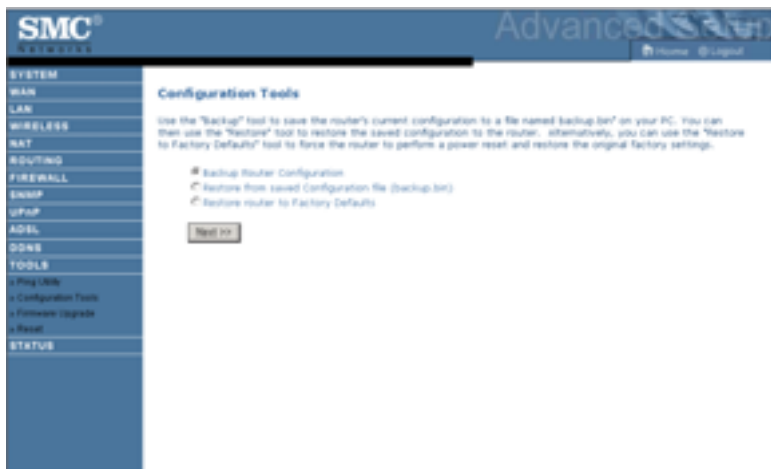 SMC®
Networks
Advanced Setup
Home Logout
SYSTEM
WAN
LAN
WIRELESS
NAT
ROUTING
FIREWALL
SNMP
UPnP
ADSL
DDNS
TOOLS
» Ping Utility
» Configuration Tools
» Firmware Upgrade
» Reset
STATUS
Configuration Tools
Use the "Backup" tool to save the router's current configuration to a file named backup.bin" on your PC. You can
then use the "Restore" tool to restore the saved configuration to the router. Alternatively, you can use the "Restore
to Factory Defaults" tool to force the router to perform a power reset and restore the original factory settings.
Backup Router Configuration
Restore from saved Configuration file (backup.bin)
Restore router to Factory Defaults
Next >>